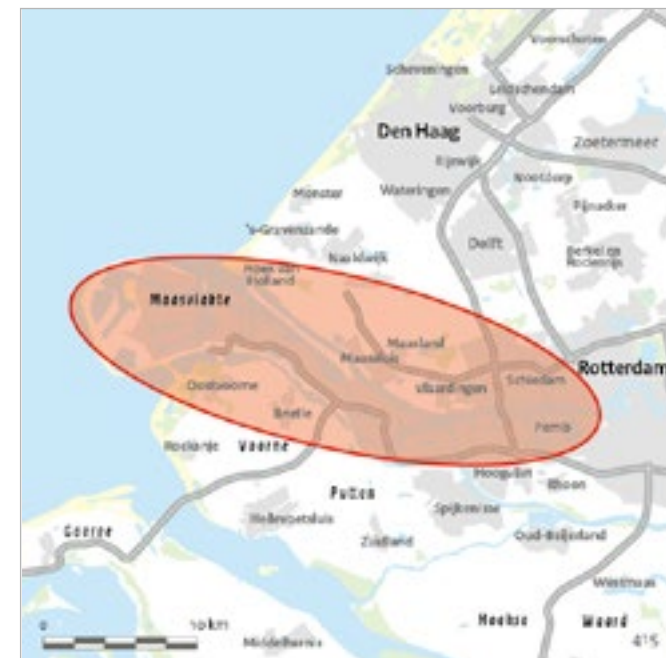 Voorschoten
Scheveningen
Leidschendam
Voorburg
Den Haag
Zoetermeer
Rijswijk
Nootdorp
Monster
Wateringen
Pijnacker
's-Gravenzande
Delft
Berkel en
Rodenrijs
Naaldwijk
Hoek van
Holland
Maasvlakte
Maasland
Maassluis
Rotterdam
Schiedam
Vlaardingen
Oostvoorne
Brielle
Pernis
Rockanje
Voorne
Hoogvliet
Rhoon
Putten
Hellevoetsluis
Spijkenisse
Goeree
Zuidland
Oud-Beijerland
Westmaas
Hoekse Waard
0 10 km
415
Middelharnis